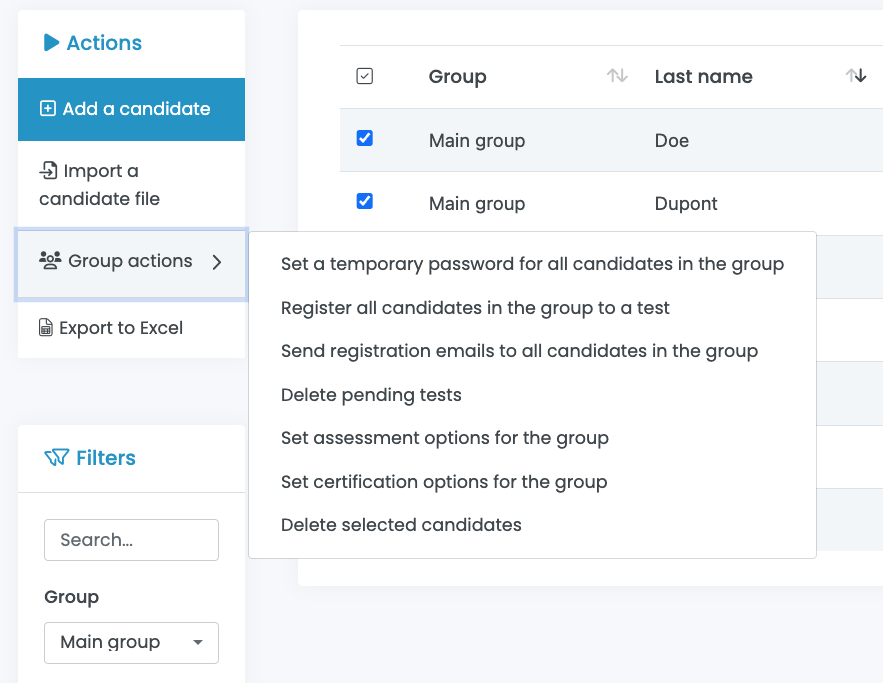 Actions
Add a candidate
Import a
candidate file
Group actions
Export to Excel
Filters
Search...
Group
Main group
Group Last name
Main group Doe
Main group Dupont
Set a temporary password for all candidates in the group
Register all candidates in the group to a test
Send registration emails to all candidates in the group
Delete pending tests
Set assessment options for the group
Set certification options for the group
Delete selected candidates